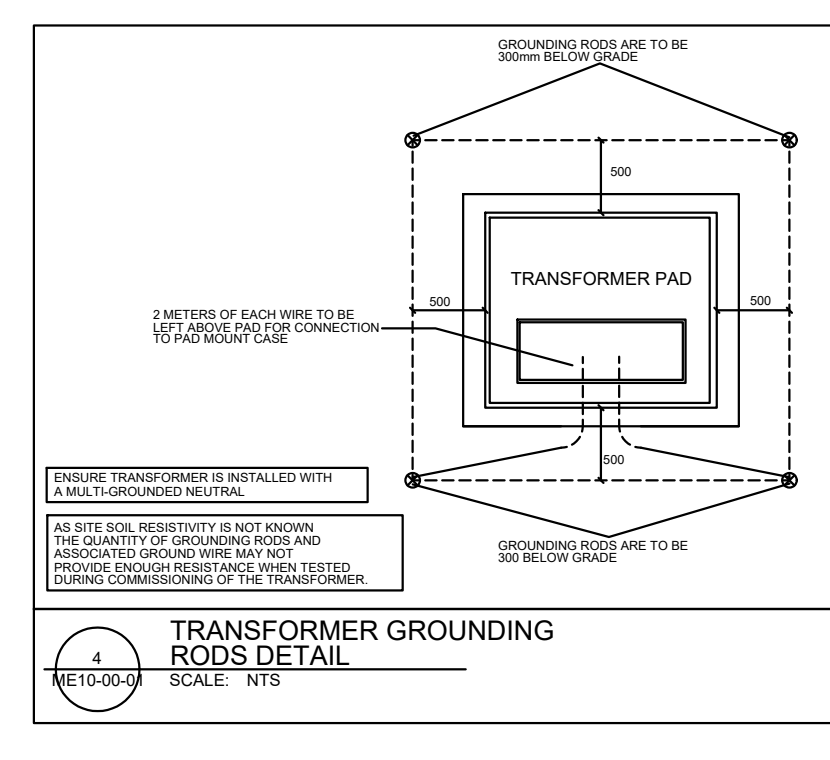 GROUNDING RODS ARE TO BE
300mm BELOW GRADE
500
TRANSFORMER PAD
500
500
2 METERS OF EACH WIRE TO BE
LEFT ABOVE PAD FOR CONNECTION
TO PAD MOUNT CASE
500
ENSURE TRANSFORMER IS INSTALLED WITH
A MULTI-GROUNDED NEUTRAL
AS SITE SOIL RESISTIVITY IS NOT KNOWN
THE QUANTITY OF GROUNDING RODS AND
ASSOCIATED GROUND WIRE MAY NOT
PROVIDE ENOUGH RESISTANCE WHEN TESTED
DURING COMMISSIONING OF THE TRANSFORMER.
GROUNDING RODS ARE TO BE
300 BELOW GRADE
4
ME10-00-01
TRANSFORMER GROUNDING
RODS DETAIL
SCALE: NTS